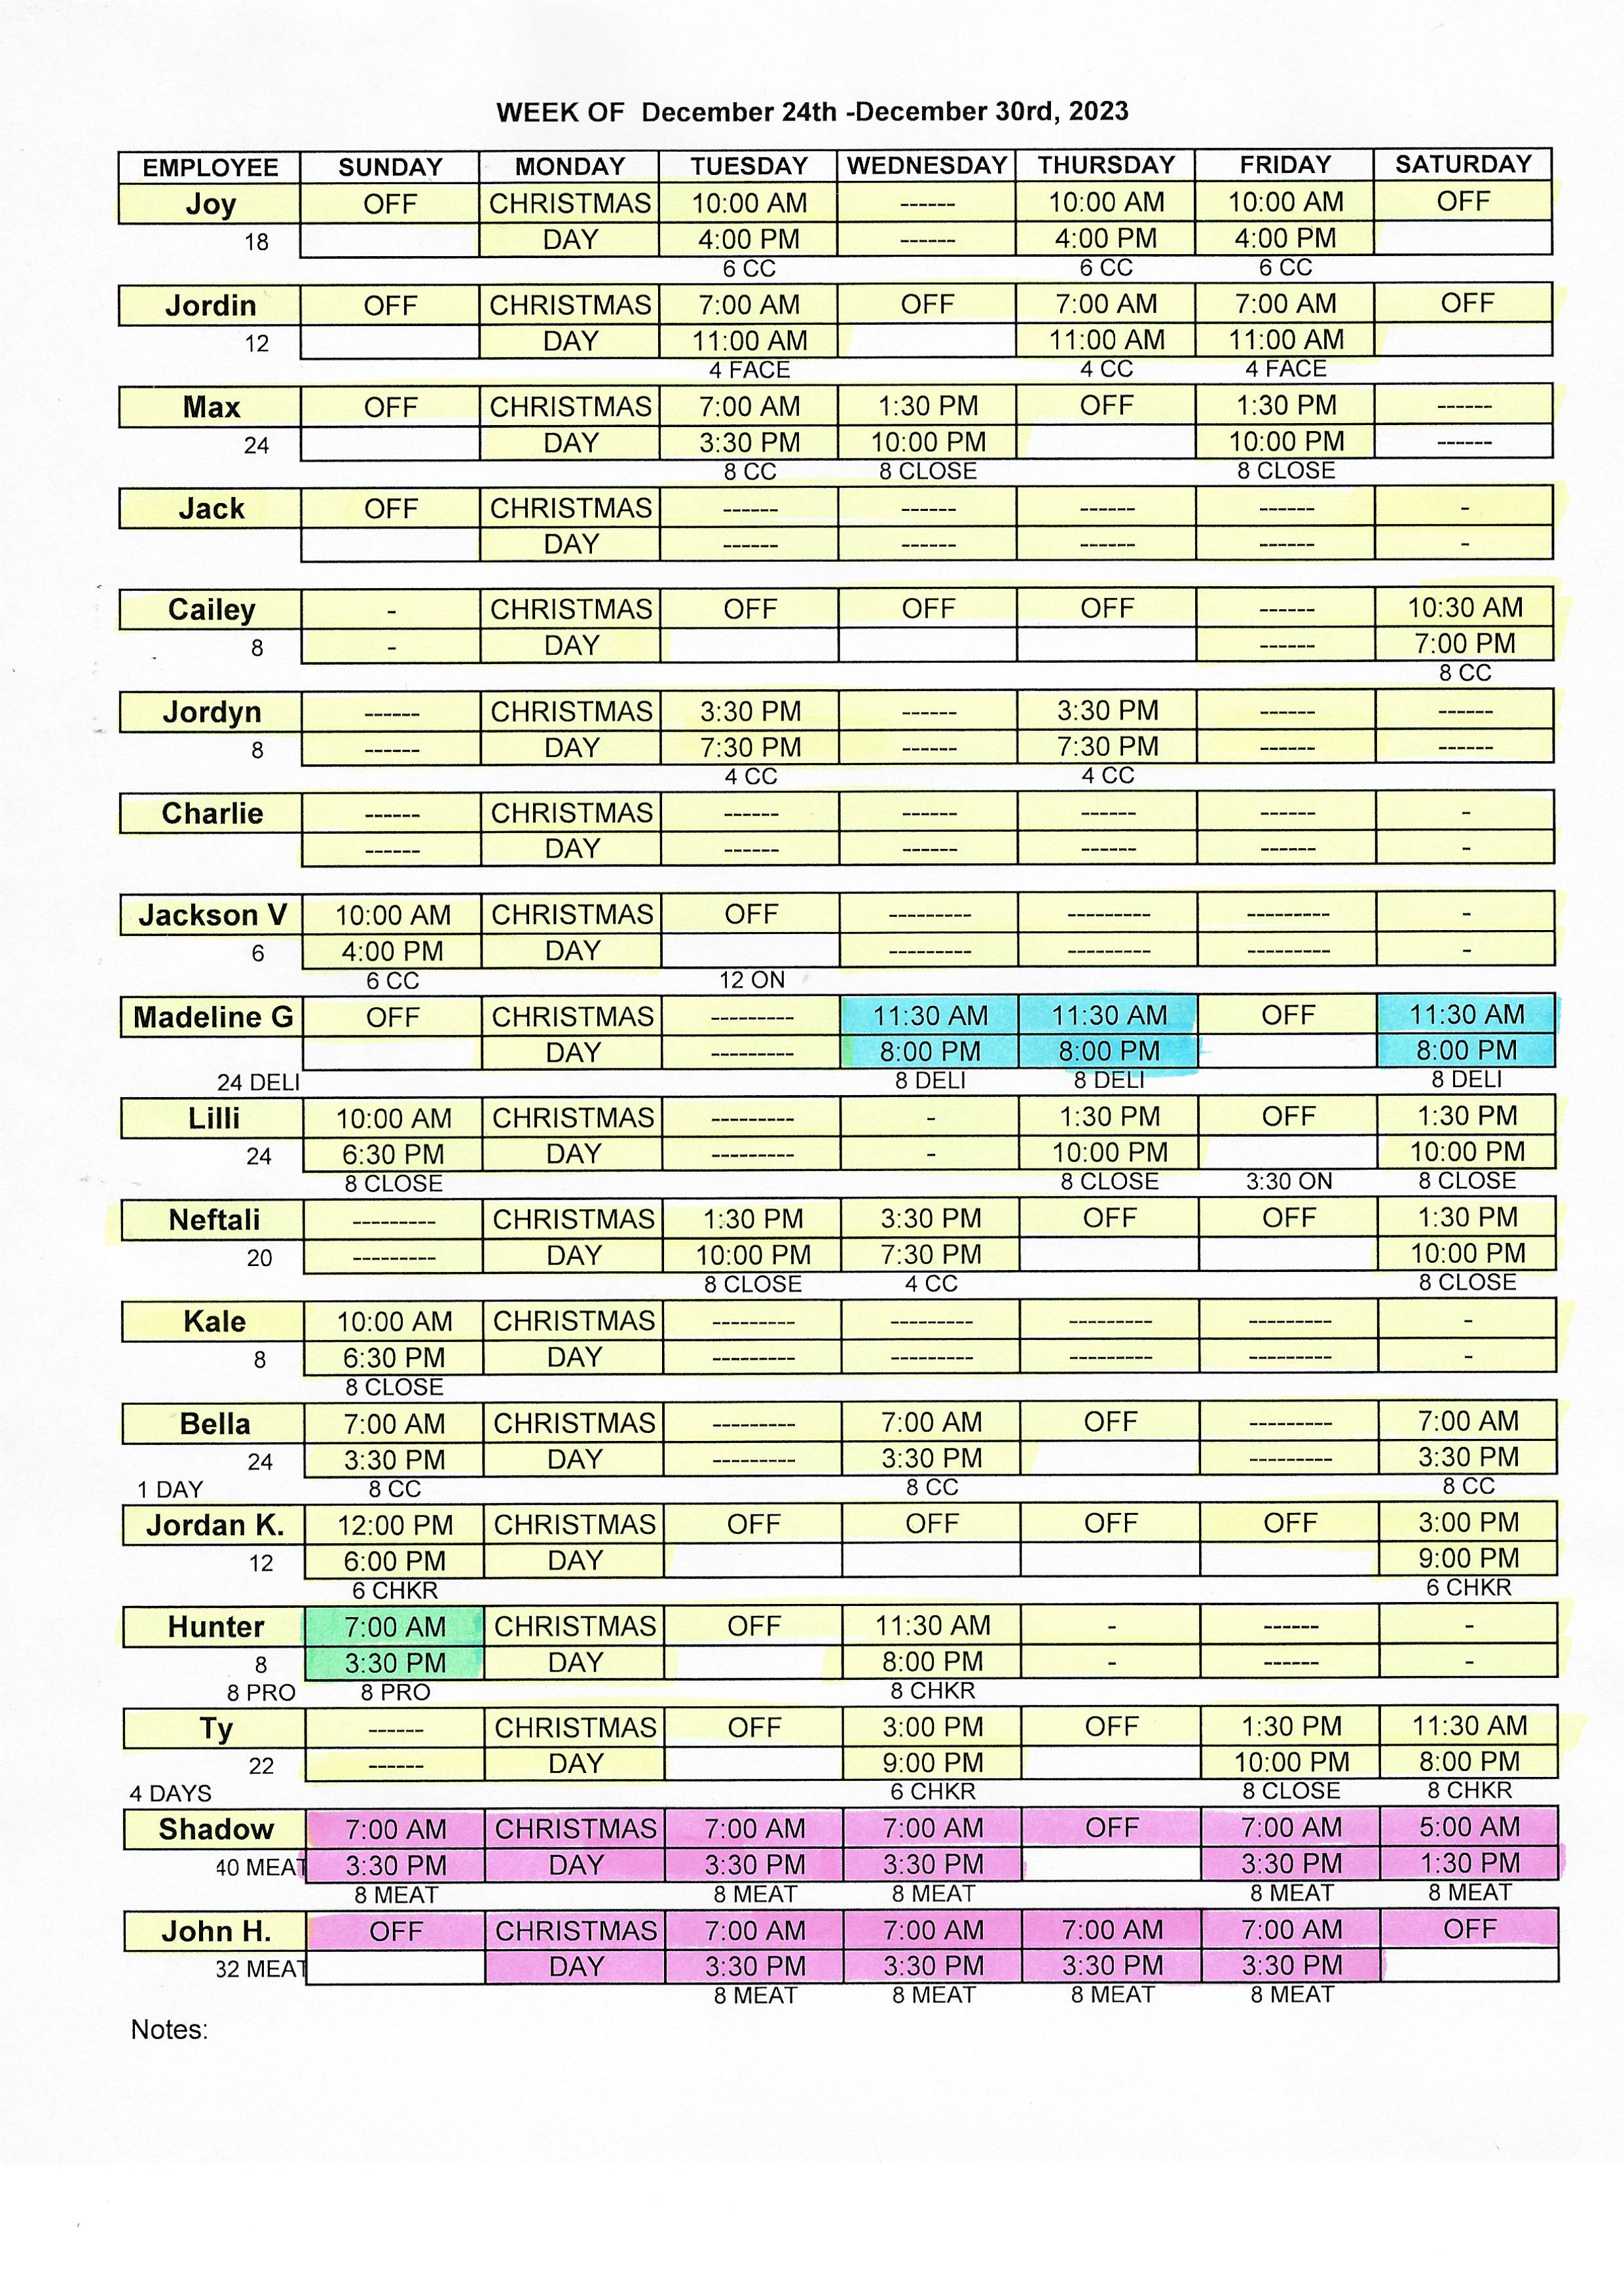 WEEK OF December 24th -December 30rd, 2023
EMPLOYEE SUNDAY MONDAY TUESDAY WEDNESDAY THURSDAY FRIDAY SATURDAY
Joy OFF CHRISTMAS 10:00 AM ------ 10:00 AM 10:00 AM OFF
18 DAY 4:00 PM ------ 4:00 PM 4:00 PM
6 CC 6 CC 6 CC
Jordin OFF CHRISTMAS 7:00 AM OFF 7:00 AM 7:00 AM OFF
12 DAY 11:00 AM 11:00 AM 11:00 AM
4 FACE 4 CC 4 FACE
Max OFF CHRISTMAS 7:00 AM 1:30 PM OFF 1:30 PM ------
24 DAY 3:30 PM 10:00 PM 10:00 PM ------
8 CC 8 CLOSE 8 CLOSE
Jack OFF CHRISTMAS ------ ------ ------ ------ -
DAY ------ ------ ------ ------ -
Cailey - CHRISTMAS OFF OFF OFF ------ 10:30 AM
8 - DAY ------ 7:00 PM
8 CC
Jordyn ------ CHRISTMAS 3:30 PM ------ 3:30 PM ------ ------
8 ------ DAY 7:30 PM ------ 7:30 PM ------ ------
4 CC 4 CC
Charlie ------ CHRISTMAS ------ ------ ------ ------ -
------ DAY ------ ------ ------ ------ -
Jackson V 10:00 AM CHRISTMAS OFF --------- --------- --------- -
6 4:00 PM DAY --------- --------- --------- -
6 CC 12 ON
Madeline G OFF CHRISTMAS --------- 11:30 AM 11:30 AM OFF 11:30 AM
DAY --------- 8:00 PM 8:00 PM 8:00 PM
24 DELI 8 DELI 8 DELI 8 DELI
Lilli 10:00 AM CHRISTMAS --------- - 1:30 PM OFF 1:30 PM
24 6:30 PM DAY --------- - 10:00 PM 10:00 PM
8 CLOSE 8 CLOSE 3:30 ON 8 CLOSE
Neftali --------- CHRISTMAS 1:30 PM 3:30 PM OFF OFF 1:30 PM
20 --------- DAY 10:00 PM 7:30 PM 10:00 PM
8 CLOSE 4 CC 8 CLOSE
Kale 10:00 AM CHRISTMAS --------- --------- --------- --------- -
8 6:30 PM DAY --------- --------- --------- --------- -
8 CLOSE
Bella 7:00 AM CHRISTMAS --------- 7:00 AM OFF --------- 7:00 AM
24 3:30 PM DAY --------- 3:30 PM --------- 3:30 PM
1 DAY 8 CC 8 CC 8 CC
Jordan K. 12:00 PM CHRISTMAS OFF OFF OFF OFF 3:00 PM
12 6:00 PM DAY 9:00 PM
6 CHKR 6 CHKR
Hunter 7:00 AM CHRISTMAS OFF 11:30 AM - ------ -
8 3:30 PM DAY 8:00 PM - ------ -
8 PRO 8 PRO 8 CHKR
Ty ------ CHRISTMAS OFF 3:00 PM OFF 1:30 PM 11:30 AM
22 ------ DAY 9:00 PM 10:00 PM 8:00 PM
4 DAYS 6 CHKR 8 CLOSE 8 CHKR
Shadow 7:00 AM CHRISTMAS 7:00 AM 7:00 AM OFF 7:00 AM 5:00 AM
40 MEAT 3:30 PM DAY 3:30 PM 3:30 PM 3:30 PM 1:30 PM
8 MEAT 8 MEAT 8 MEAT 8 MEAT 8 MEAT
John H. OFF CHRISTMAS 7:00 AM 7:00 AM 7:00 AM 7:00 AM OFF
32 MEAT DAY 3:30 PM 3:30 PM 3:30 PM 3:30 PM
8 MEAT 8 MEAT 8 MEAT 8 MEAT
Notes: